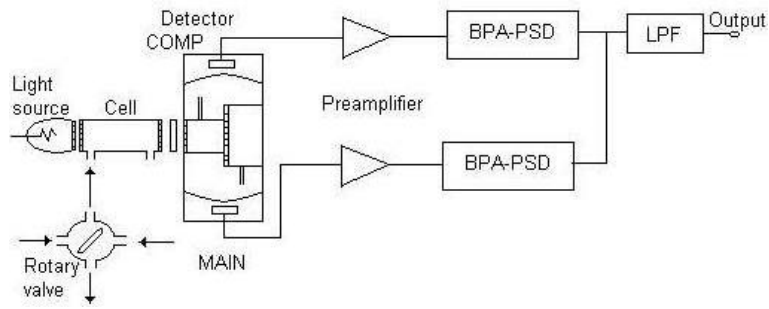 Detector
COMP
BPA-PSD
LPF
Output
Light
source
Cell
Preamplifier
BPA-PSD
MAIN
Rotary
valve